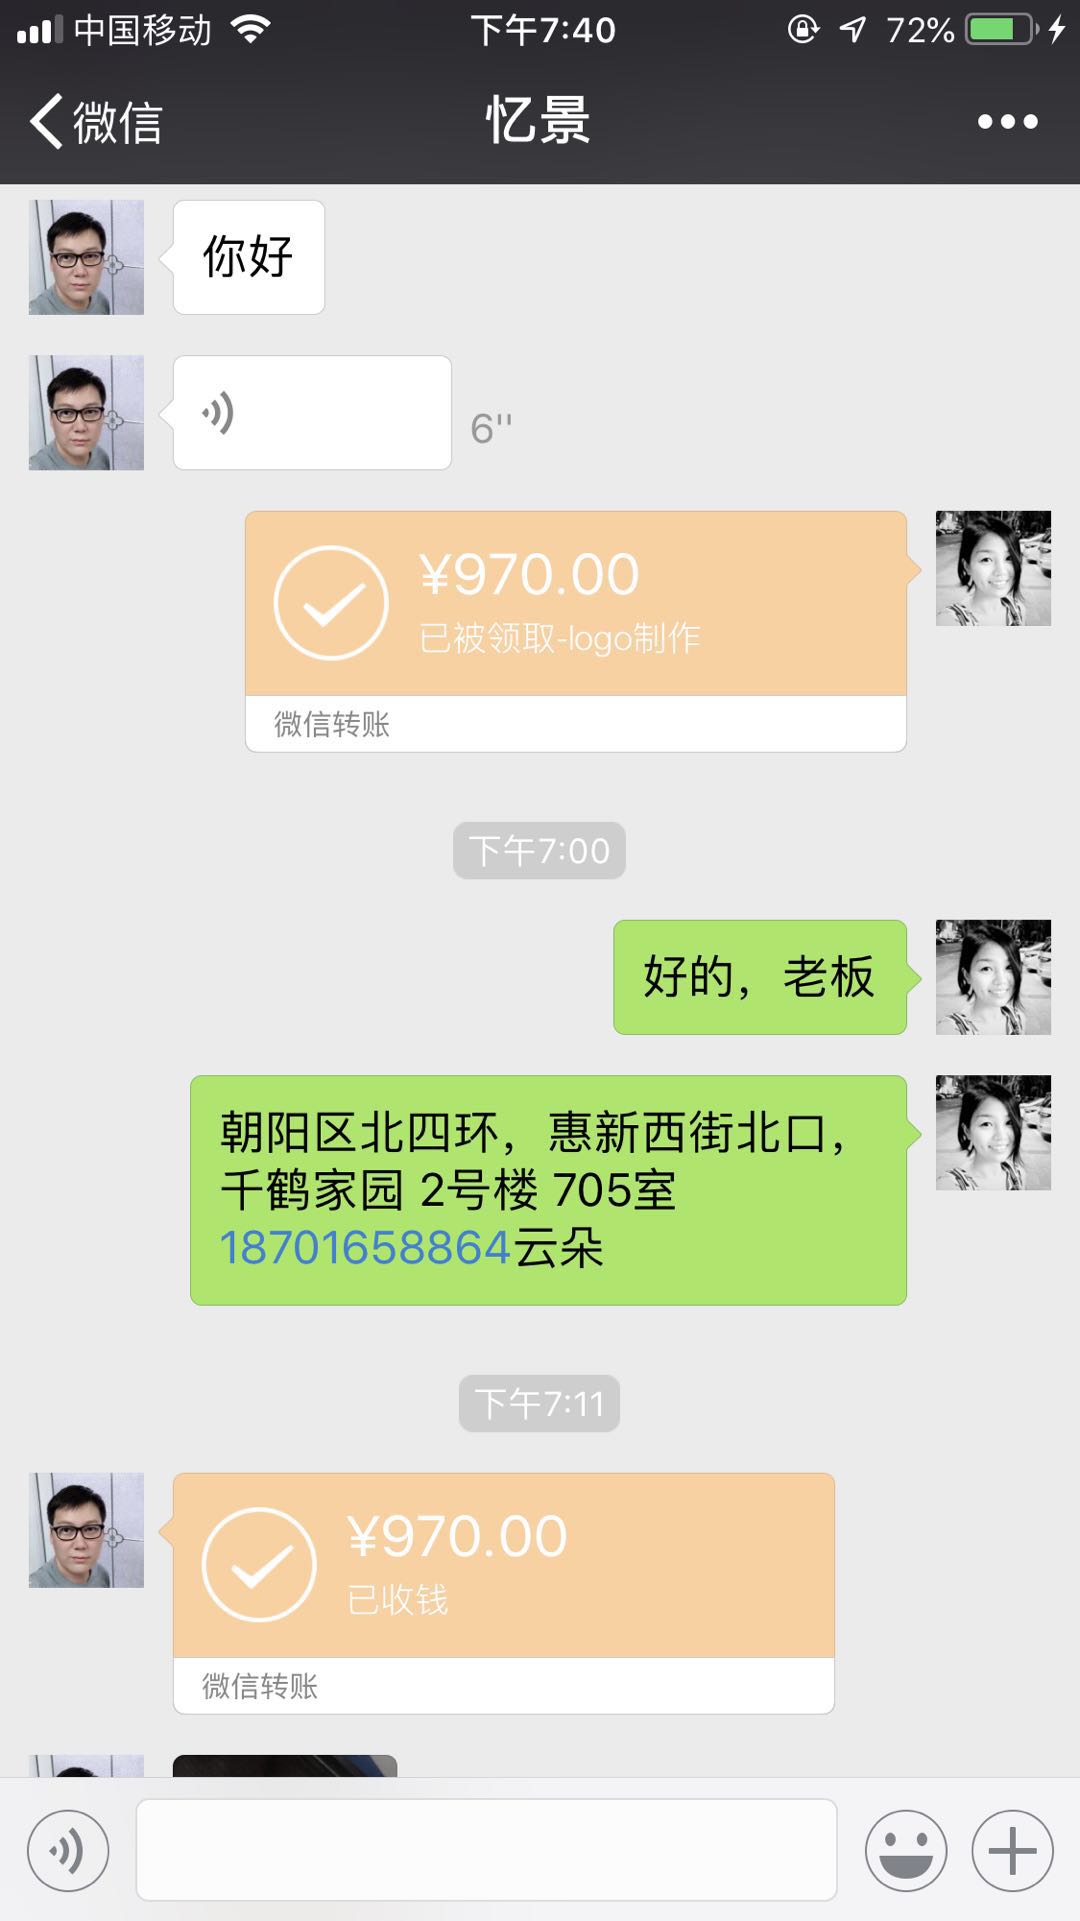 中国移动
下午7:40
72%
微信
忆景
你好
6''
¥970.00
已被领取-logo制作
微信转账
下午7:00
好的，老板
朝阳区北四环，惠新西街北口，
千鹤家园 2号楼 705室
18701658864云朵
下午7:11
¥970.00
已收钱
微信转账